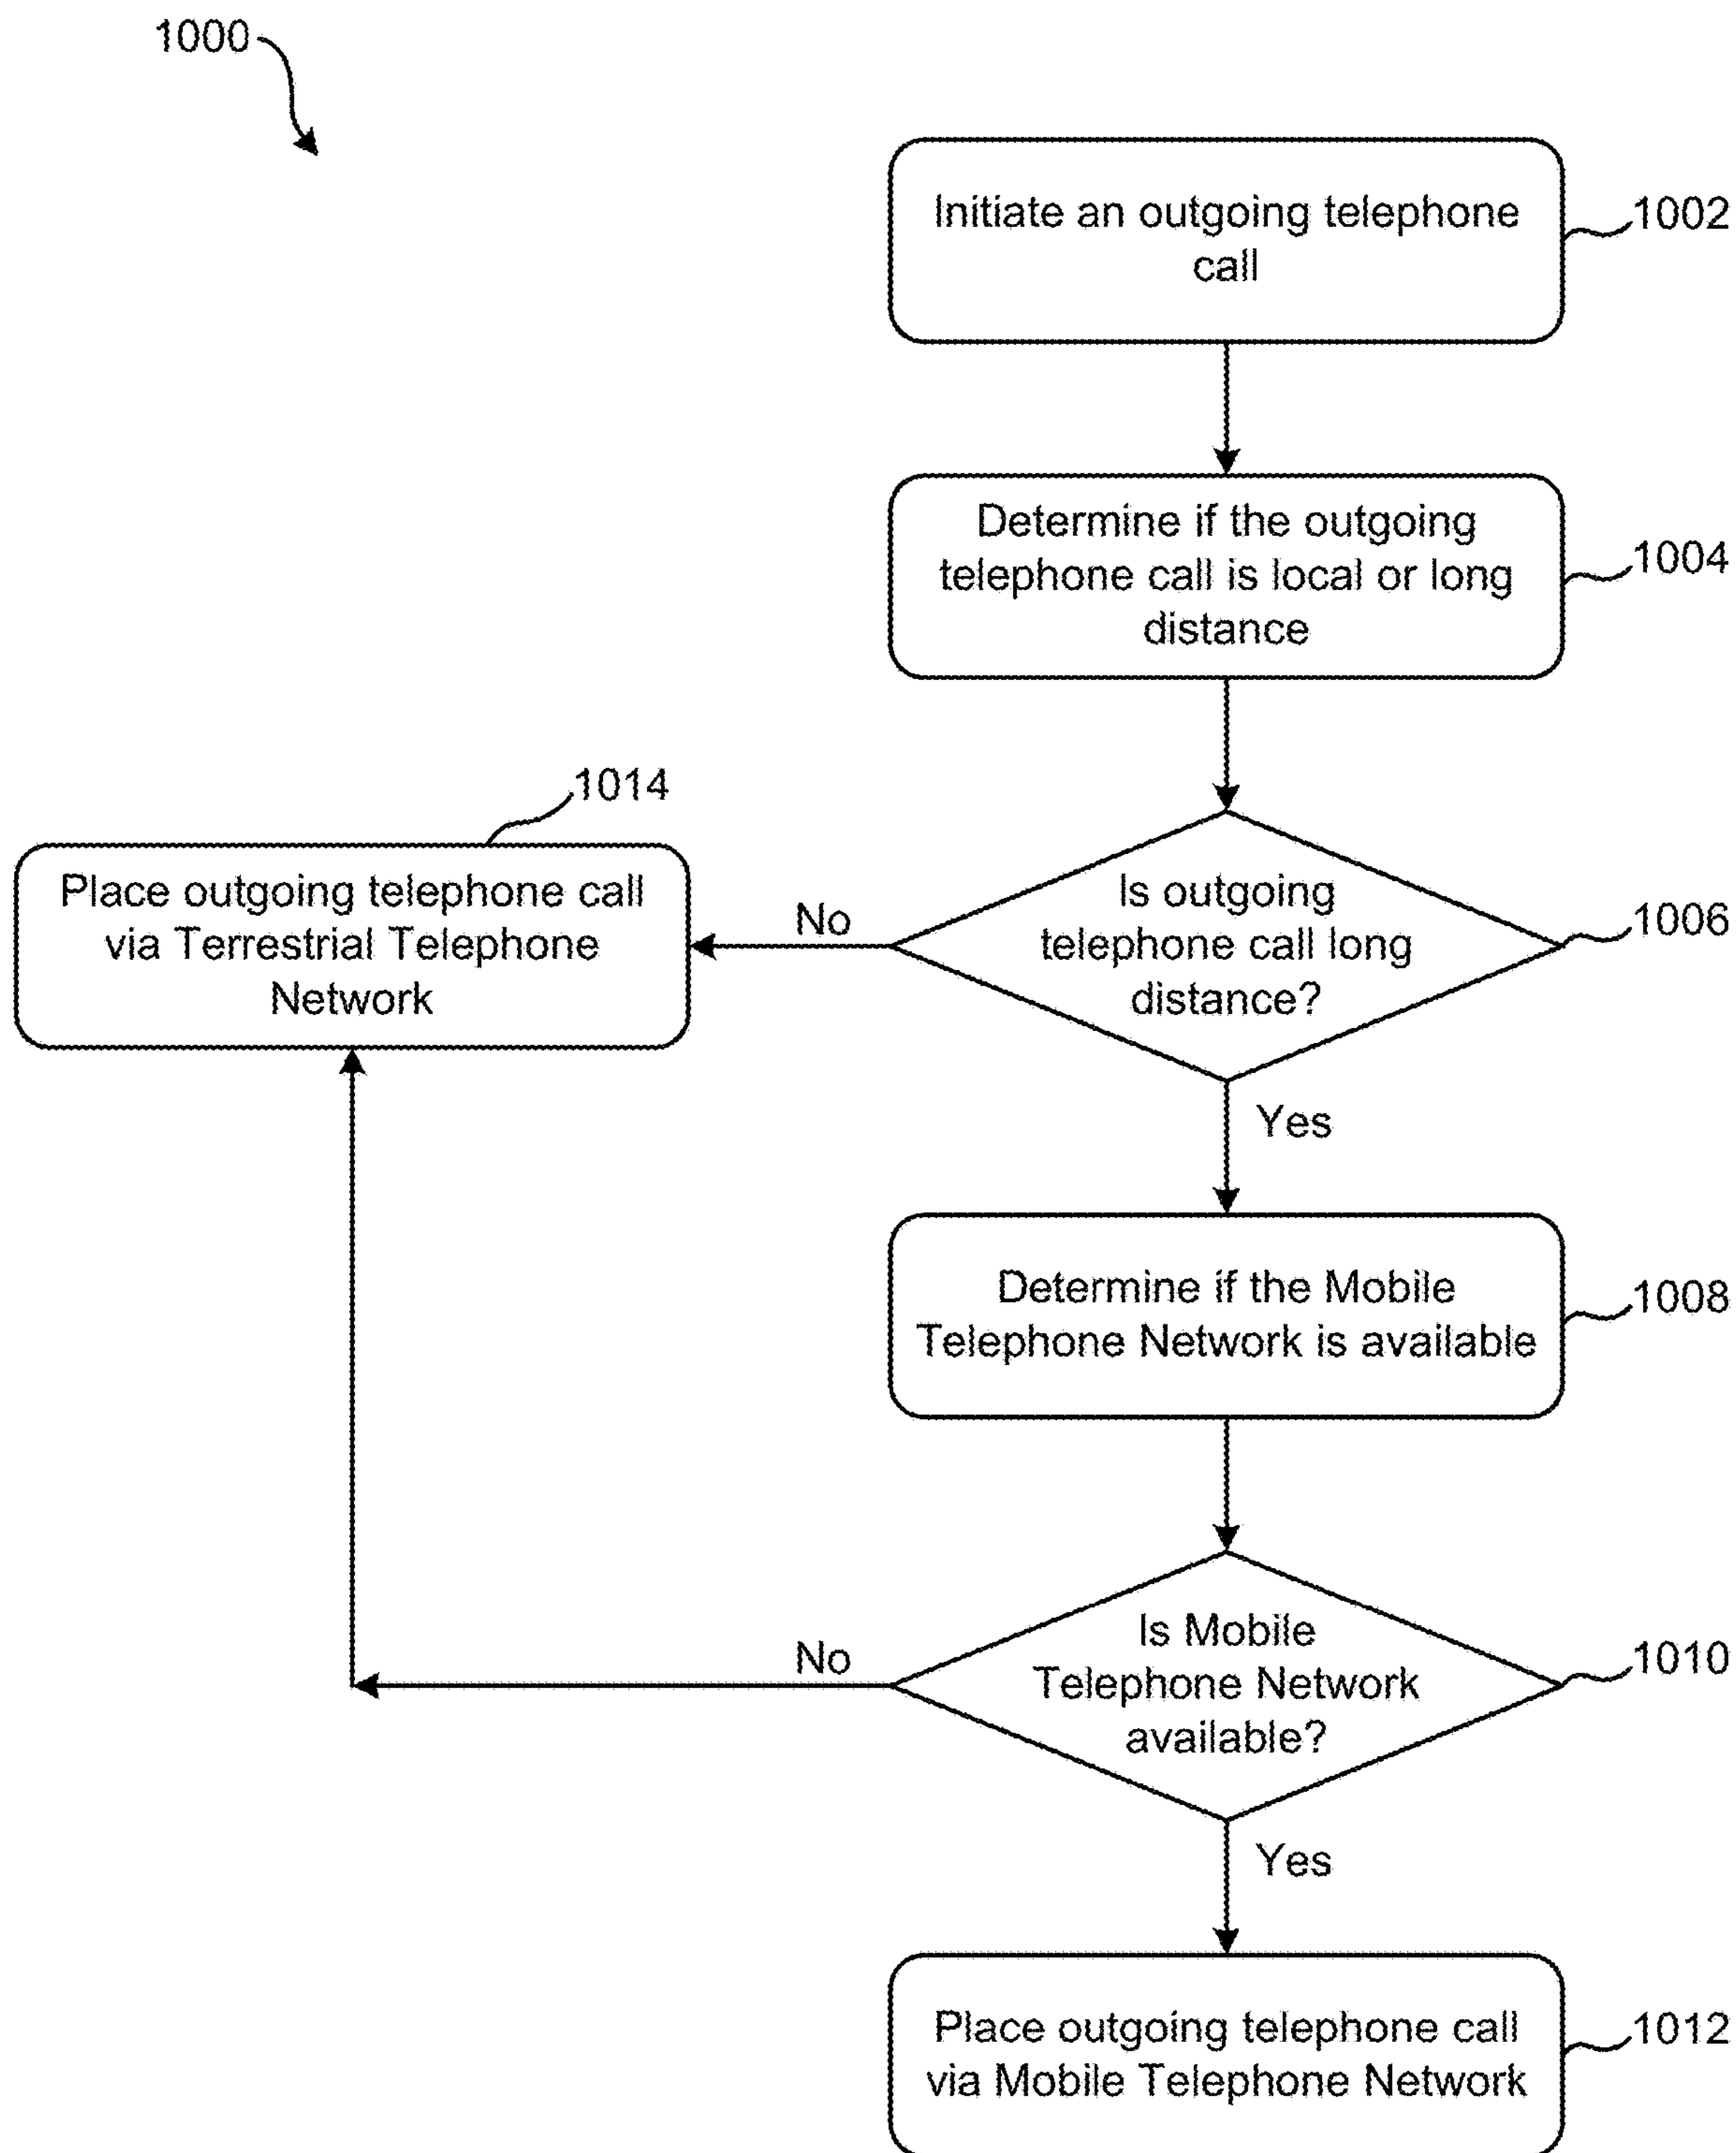 1000
Initiate an outgoing telephone
call
1002
Determine if the outgoing
telephone call is local or long
distance
1004
1014
Place outgoing telephone call
via Terrestrial Telephone
Network
No
Is outgoing
telephone call long
distance?
1006
Yes
Determine if the Mobile
Telephone Network is available
1008
No
Is Mobile
Telephone Network
available?
1010
Yes
Place outgoing telephone call
via Mobile Telephone Network
1012